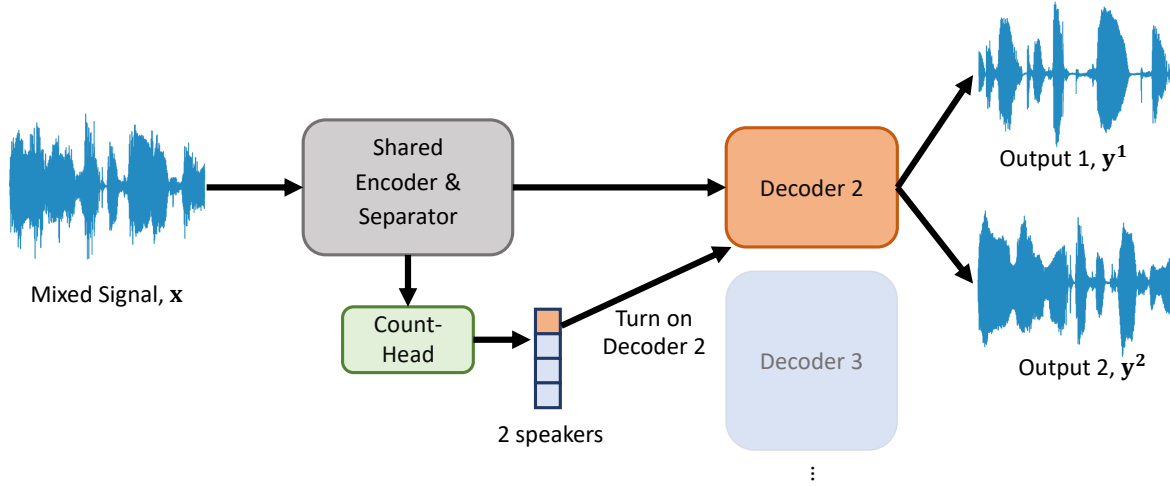 Mixed Signal, x
Shared
Encoder &
Separator
Count-
Head
2 speakers
Turn on
Decoder 2
Decoder 2
Decoder 3
...
Output 1, y¹
Output 2, y²